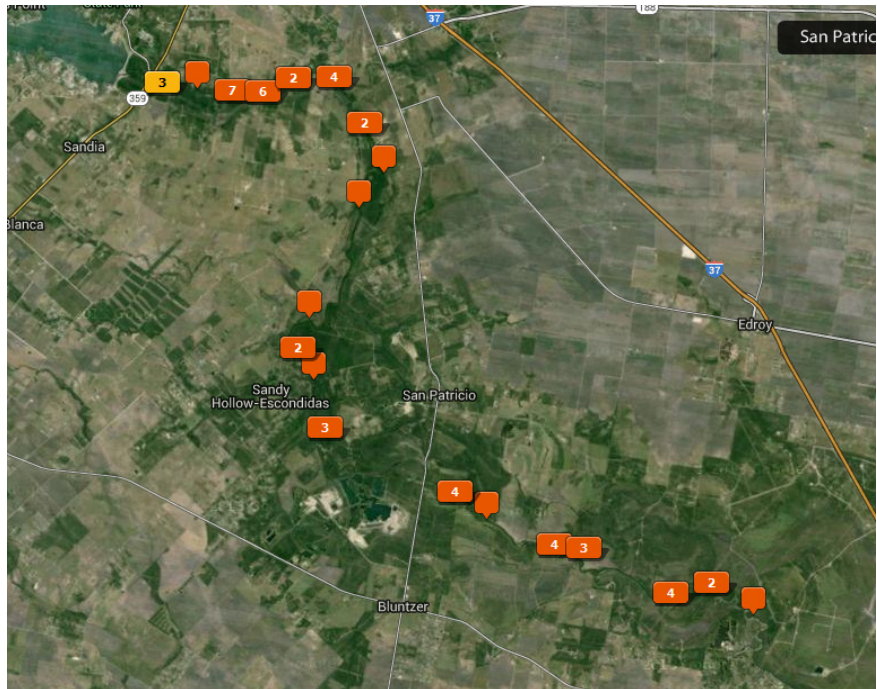 37
188
San Patric
3
7
6
2
4
359
2
Sandia
Blanca
37
Edroy
2
Sandy
Hollow-Escondidas
San Patricio
3
4
4
3
4
2
Bluntzer